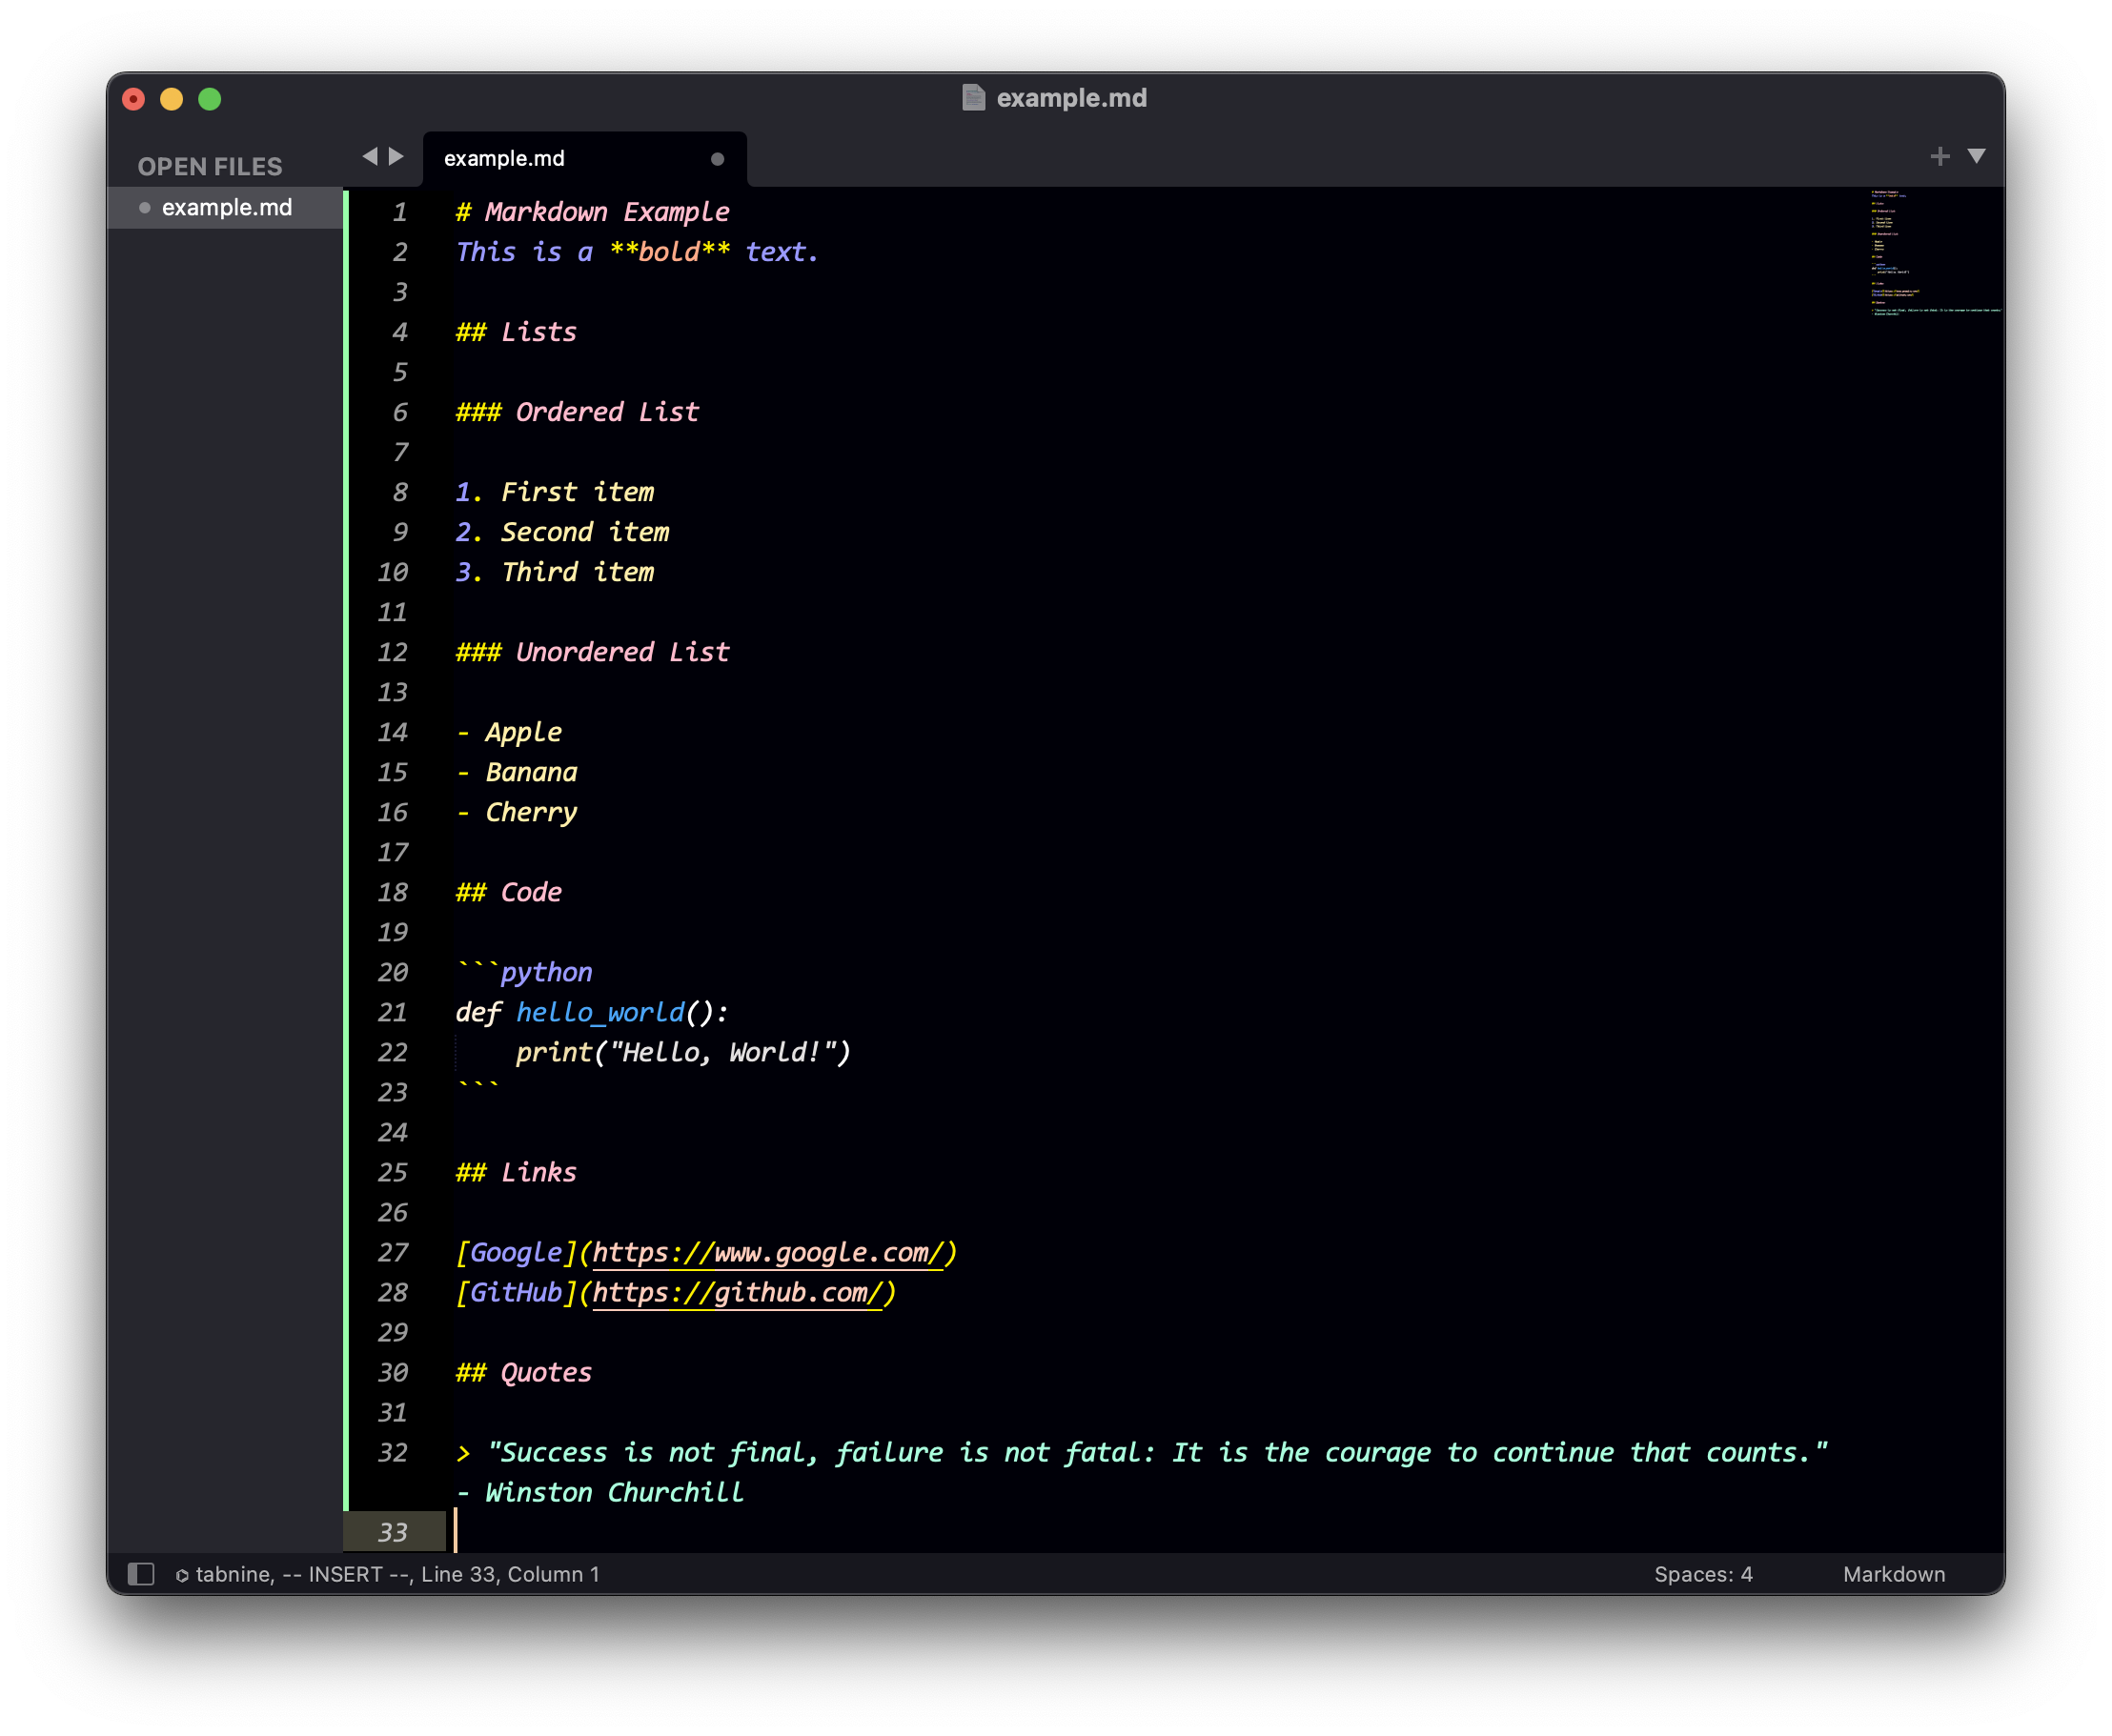 example.md
OPEN FILES
example.md
example.md
1 # Markdown Example
2 This is a **bold** text.
3
4 ## Lists
5
6 ### Ordered List
7
8 1. First item
9 2. Second item
10 3. Third item
11
12 ### Unordered List
13
14 - Apple
15 - Banana
16 - Cherry
17
18 ## Code
19
20 ```python
21 def hello_world():
22     print("Hello, World!")
23 ```
24
25 ## Links
26
27 [Google](https://www.google.com/)
28 [GitHub](https://github.com/)
29
30 ## Quotes
31
32 > "Success is not final, failure is not fatal: It is the courage to continue that counts."
- Winston Churchill
33
tabnine, -- INSERT --, Line 33, Column 1 Spaces: 4 Markdown